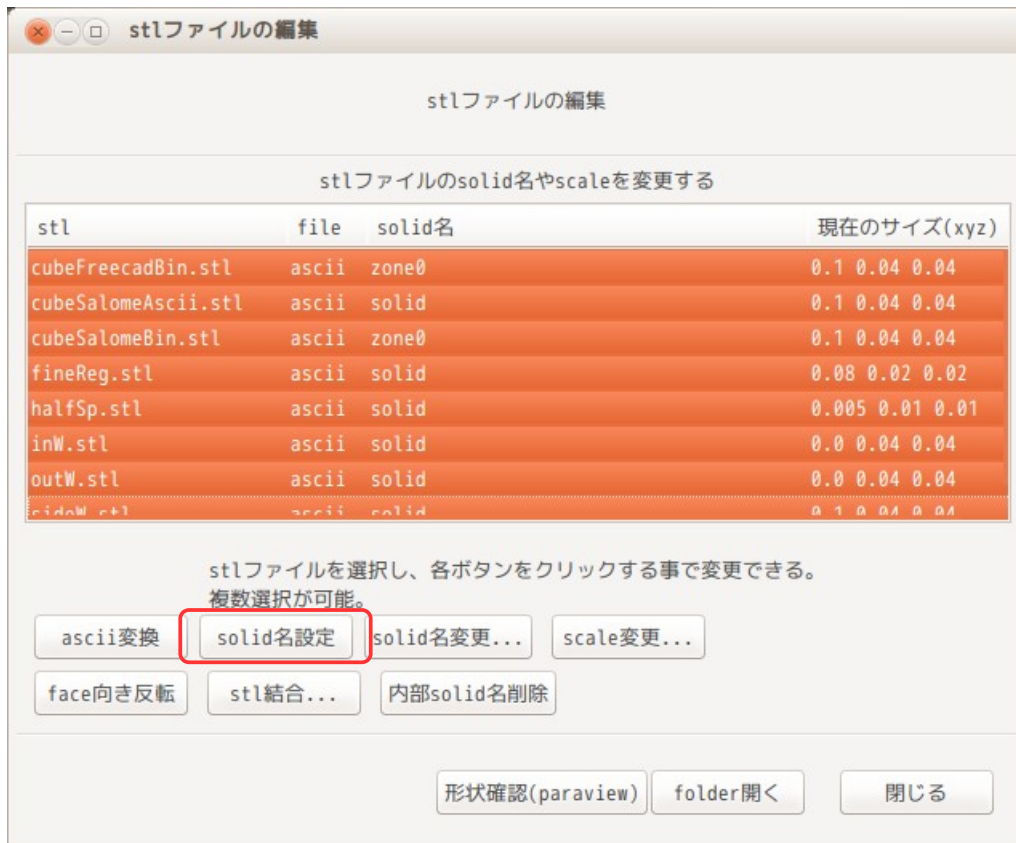 stlファイルの編集
stlファイルの編集
stlファイルのsolid名やscaleを変更する
stl file solid名 現在のサイズ(xyz)
cubeFreecadBin.stl ascii zone0 0.1 0.04 0.04
cubeSalomeAscii.stl ascii solid 0.1 0.04 0.04
cubeSalomeBin.stl ascii zone0 0.1 0.04 0.04
fineReg.stl ascii solid 0.08 0.02 0.02
halfSp.stl ascii solid 0.005 0.01 0.01
inW.stl ascii solid 0.0 0.04 0.04
outW.stl ascii solid 0.0 0.04 0.04
sideW.stl ascii solid 0.1 0.04 0.04
stlファイルを選択し、各ボタンをクリックする事で変更できる。
複数選択が可能。
ascii変換 solid名設定 solid名変更... scale変更...
face向き反転 stl結合... 内部solid名削除
形状確認(paraview) folder開く 閉じる